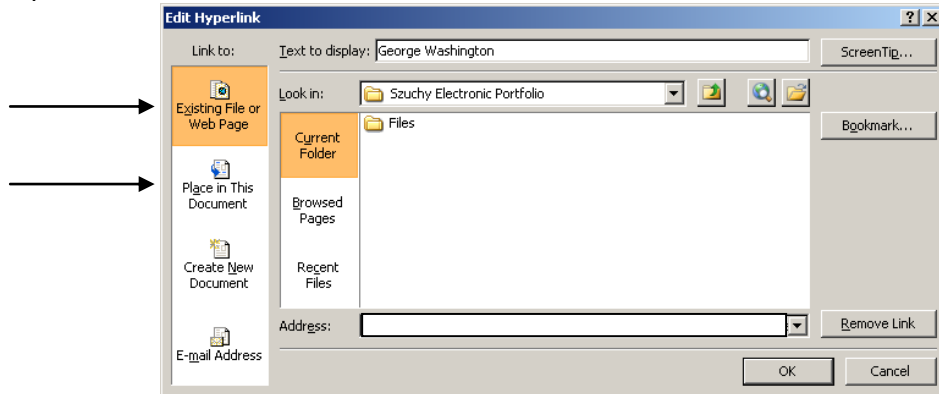 Edit Hyperlink
Link to:
Text to display: George Washington
ScreenTip...
Existing File or
Web Page
Look in: Szuchy Electronic Portfolio
Bookmark...
Current
Folder
Files
Place in This
Document
Browsed
Pages
Create New
Document
Recent
Files
Address:
Remove Link
E-mail Address
OK
Cancel